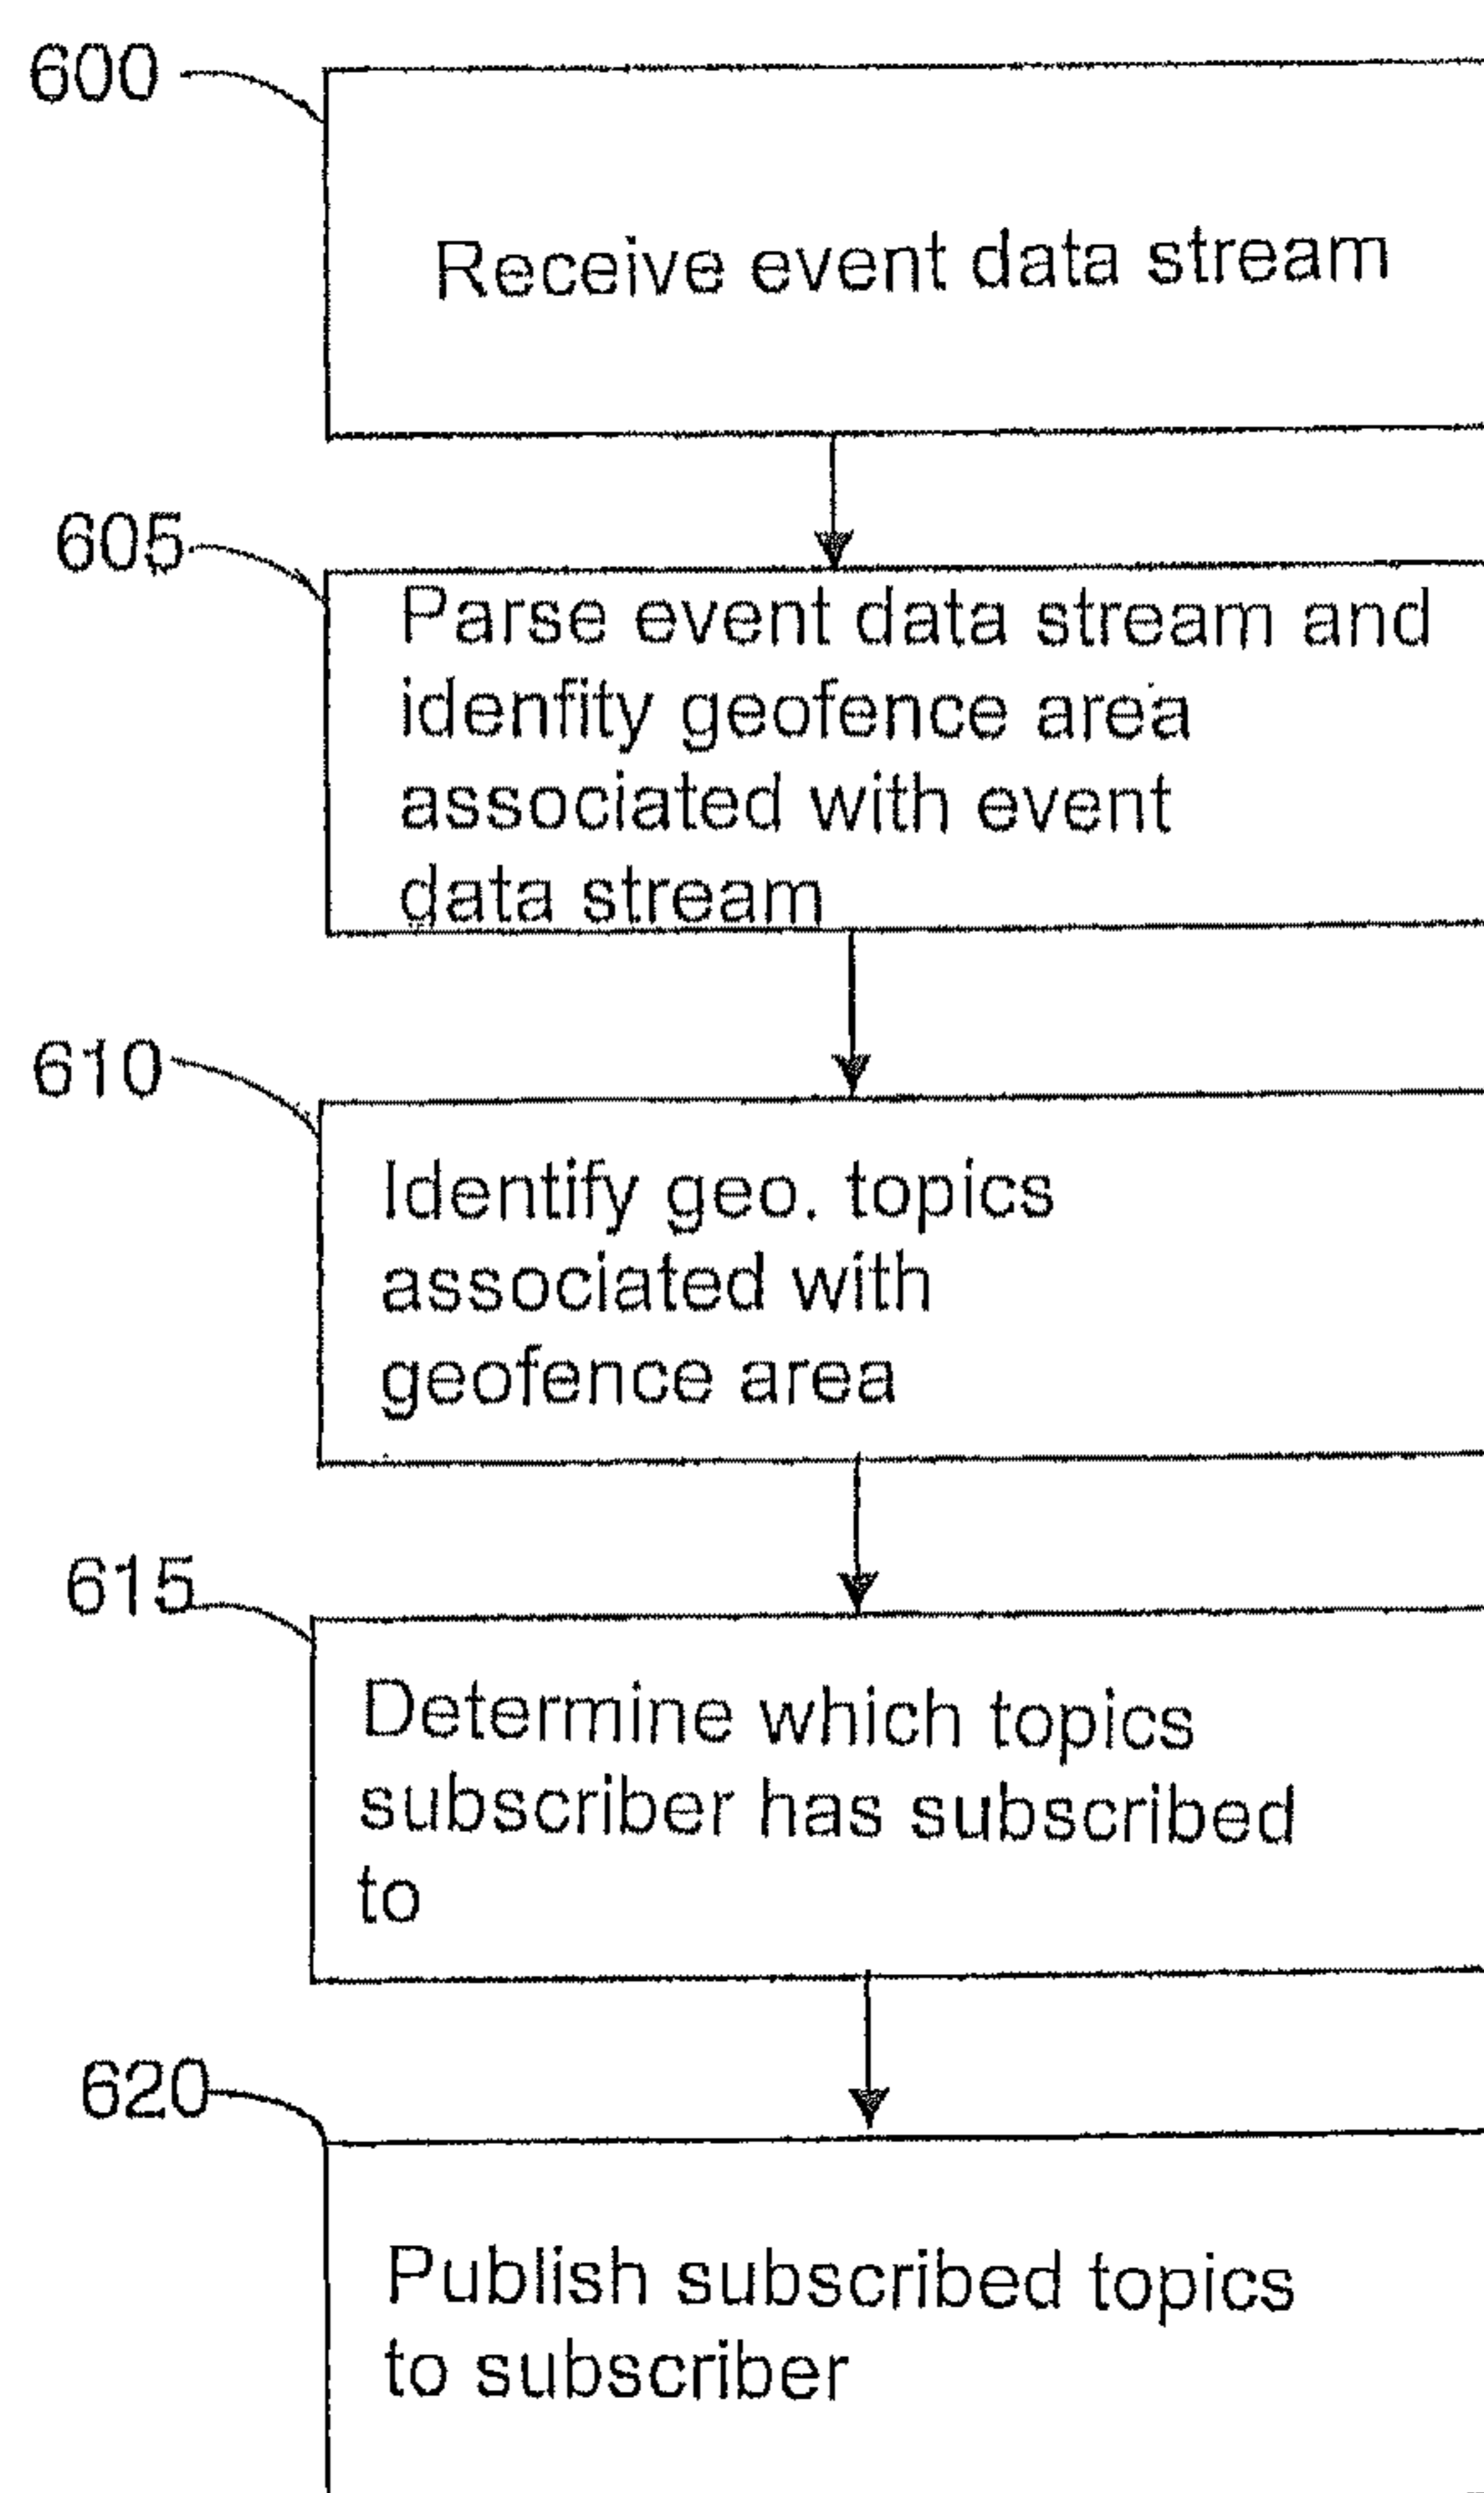 600
Receive event data stream
605
Parse event data stream and
idenfity geofence area
associated with event
data stream
610
Identify geo. topics
associated with
geofence area
615
Determine which topics
subscriber has subscribed
to
620
Publish subscribed topics
to subscriber